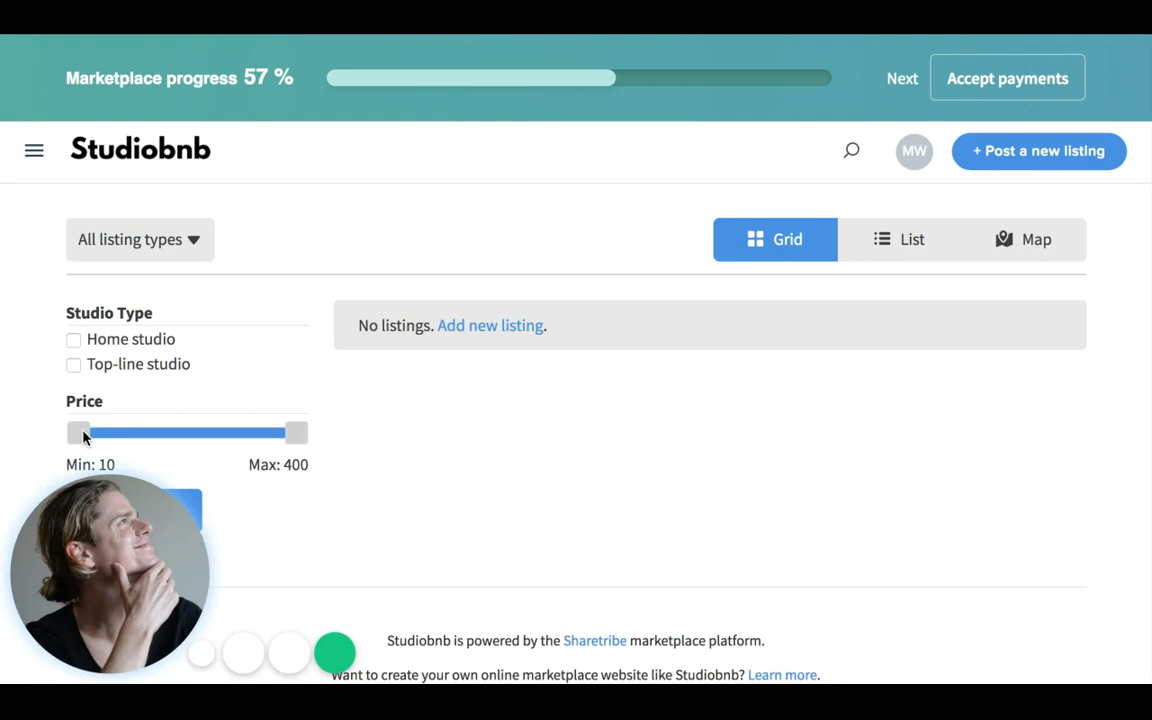 Marketplace progress 57 %
Next
Accept payments
Studiobnb
MW
+ Post a new listing
All listing types
Grid
List
Map
Studio Type
Home studio
Top-line studio
No listings. Add new listing.
Price
Min: 10
Max: 400
Studiobnb is powered by the Sharetribe marketplace platform.
Want to create your own online marketplace website like Studiobnb? Learn more.